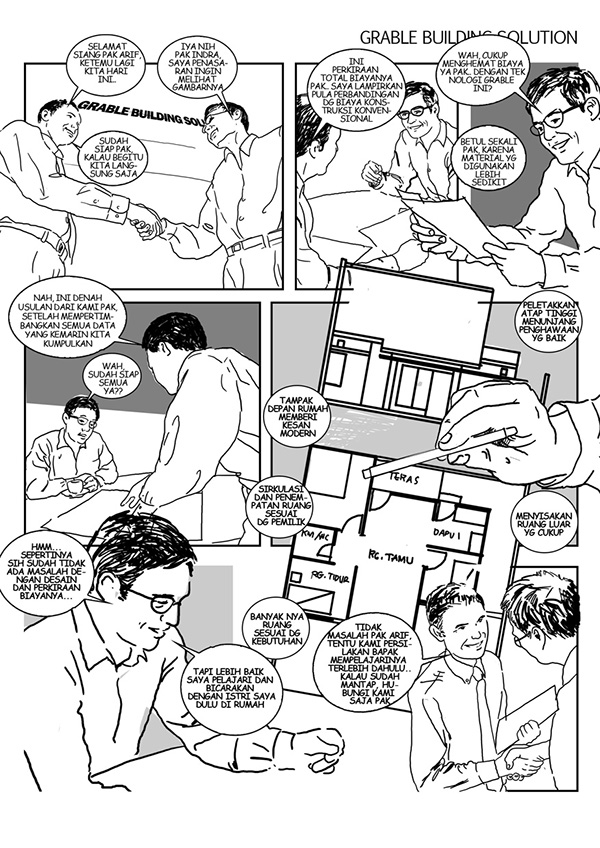 GRABLE BUILDING SOLUTION
SELAMAT
SIANG PAK ARIF,
KETEMU LAGI
KITA HARI
INI..
IYA NIH
PAK INDRA,
SAYA PENASA-
RAN INGIN
MELIHAT
GAMBARNYA
GRABLE BUILDING SOLU
SUDAH
SIAP PAK,
KALAU BEGITU
KITA LANG-
SUNG SAJA
INI
PERKIRAAN
TOTAL BIAYANYA
PAK.. SAYA LAMPIRKAN
PULA PERBANDINGAN
DG BIAYA KONS-
TRUKSI KONVEN-
SIONAL
WAH, CUKUP
MENGHEMAT BIAYA
YA PAK.. DENGAN TEK
NOLOGI GRABLE
INI?
BETUL SEKALI
PAK, KARENA
MATERIAL YG
DIGUNAKAN
LEBIH
SEDIKIT
NAH, INI DENAH
USULAN DARI KAMI PAK,
SETELAH MEMPERTIM-
BANGKAN SEMUA DATA
YANG KEMARIN KITA
KUMPULKAN
WAH,
SUDAH SIAP
SEMUA
YA??
PELETAKKAN
ATAP TINGGI
MENUNJANG
PENGHAWAAN
YG BAIK
TAMPAK
DEPAN RUMAH
MEMBERI
KESAN
MODERN
SIRKULASI
DAN PENEM-
PATAN RUANG
SESUAI
DG PEMILIK
TERAS
KM/WC
DAPUI
RG. TAMU
RG. TIDUR
MENYISAKAN
RUANG LUAR
YG CUKUP
HMM....
SEPERTINYA
SIH SUDAH TIDAK
ADA MASALAH DE-
NGAN DESAIN
DAN PERKIRAAN
BIAYANYA...
BANYAK NYA
RUANG
SESUAI DG
KEBUTUHAN
TAPI LEBIH BAIK
SAYA PELAJARI DAN
BICARAKAN
DENGAN ISTRI SAYA
DULU DI RUMAH
TIDAK
MASALAH PAK ARIF,
TENTU KAMI PERSI-
LAKAN BAPAK
MEMPELAJARINYA
TERLEBIH DAHULU..
KALAU SUDAH
MANTAP, HU-
BUNGI KAMI
SAJA PAK